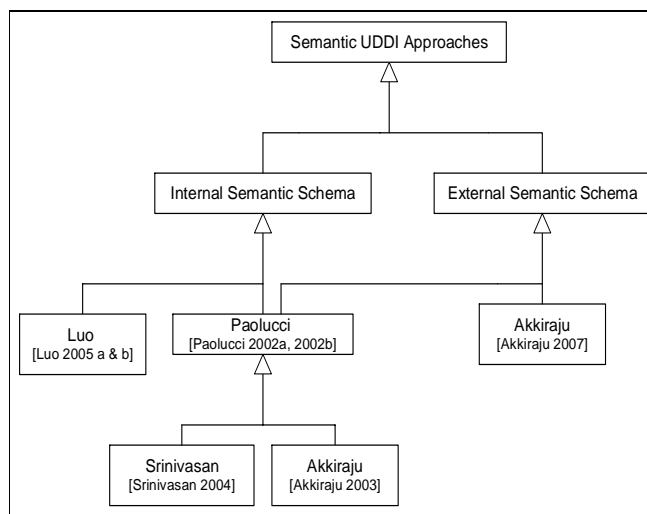 Semantic UDDI Approaches
Internal Semantic Schema
External Semantic Schema
Luo
[Luo 2005 a & b]
Paolucci
[Paolucci 2002a, 2002b]
Akkiraju
[Akkiraju 2007]
Srinivasan
[Srinivasan 2004]
Akkiraju
[Akkiraju 2003]